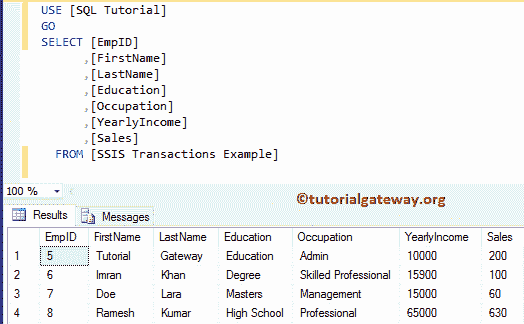 USE [SQL Tutorial]
GO
SELECT [EmpID]
,[FirstName]
,[LastName]
,[Education]
,[Occupation]
,[YearlyIncome]
,[Sales]
FROM [SSIS Transactions Example]
100 %
©tutorialgateway.org
Results Messages
EmpID FirstName LastName Education Occupation YearlyIncome Sales
1 5 Tutorial Gateway Education Admin 10000 200
2 6 Imran Khan Degree Skilled Professional 15900 100
3 7 Doe Lara Masters Management 15000 60
4 8 Ramesh Kumar High School Professional 65000 630